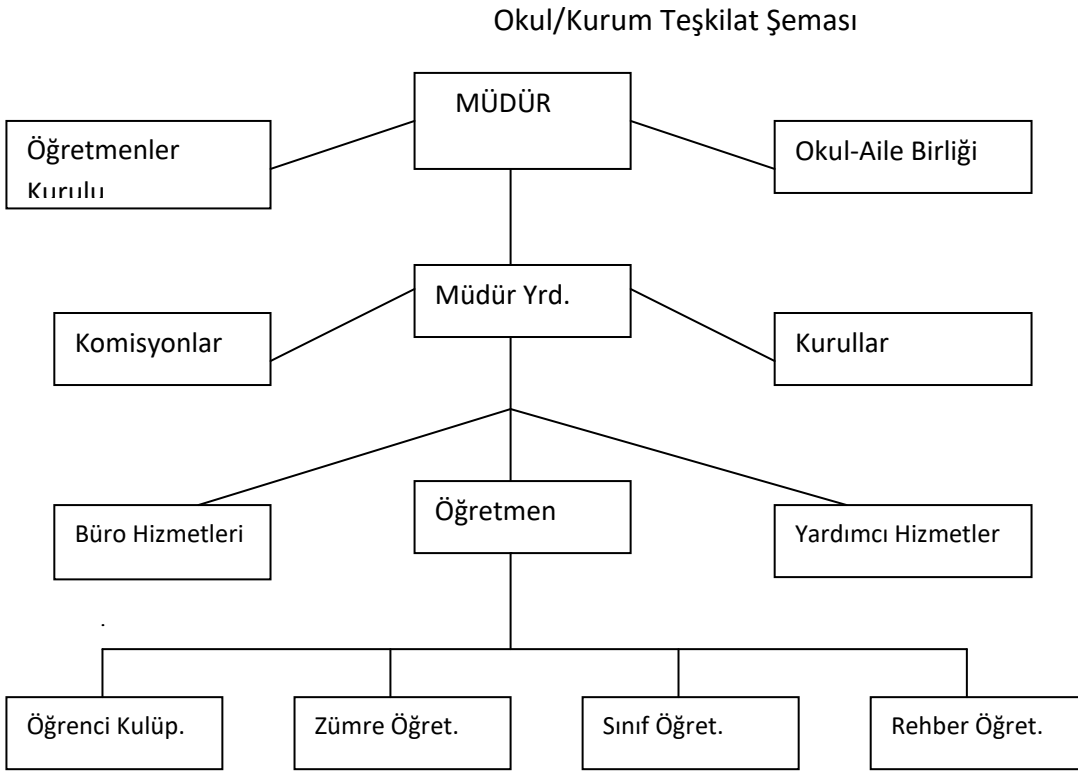 Okul/Kurum Teşkilat Şeması
MÜDÜR
Öğretmenler
Kurulu
Okul-Aile Birliği
Müdür Yrd.
Komisyonlar
Kurullar
Büro Hizmetleri
Öğretmen
Yardımcı Hizmetler
.
Öğrenci Kulüp.
Zümre Öğret.
Sınıf Öğret.
Rehber Öğret.